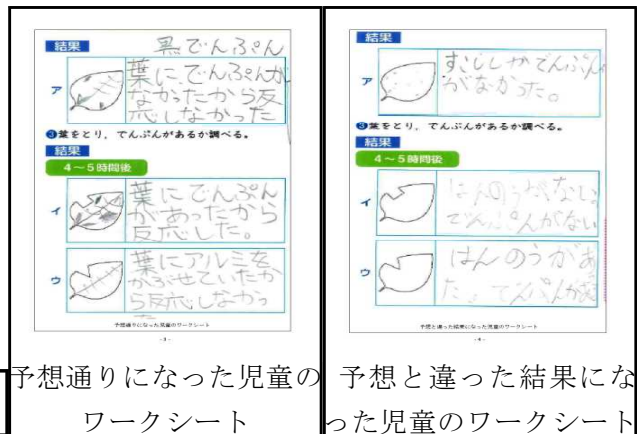 結果
黒でんぷん
ア
葉に、でんぷんが
なかったから反
応しなかった
❸葉をとり、でんぷんがあるか調べる。
結果
4～5時間後
イ
葉にでんぷん
があったから
反応した。
ウ
葉にアルミを
かぶせていたか
ら反応しなかっ
た
予想通りになった児童のワークシート
- 3 -
予想通りになった児童の
ワークシート
結果
ア
すこししかでんぷん
がなかった。
❸葉をとり、でんぷんがあるか調べる。
結果
4～5時間後
イ
はんのうがない。
でんぷんがない
ウ
はんのうがあ
た。でんぷんが
予想と違った結果になった児童のワークシート
- 4 -
予想と違った結果にな
った児童のワークシート